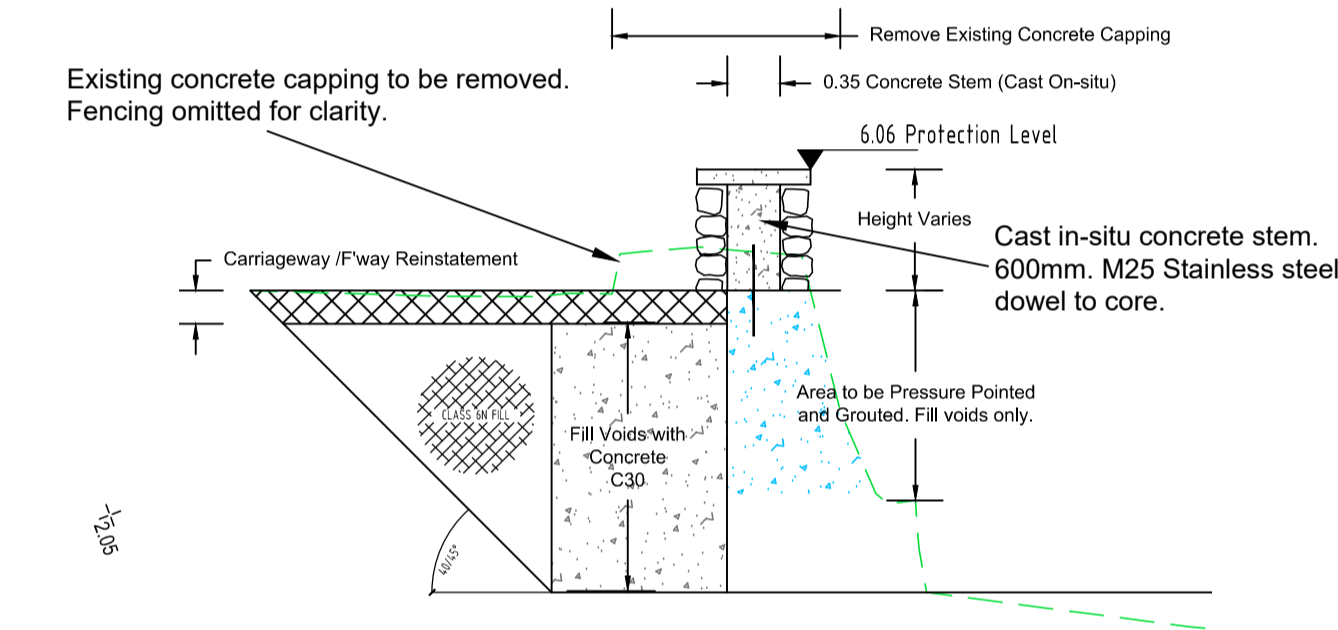 Remove Existing Concrete Capping
Existing concrete capping to be removed.
Fencing omitted for clarity.
0.35 Concrete Stem (Cast On-situ)
6.06 Protection Level
Height Varies
Cast in-situ concrete stem.
600mm. M25 Stainless steel
dowel to core.
Carriageway /F'way Reinstatement
Area to be Pressure Pointed
and Grouted. Fill voids only.
CLASS 6N FILL
Fill Voids with
Concrete
C30
40/45°
-12.05